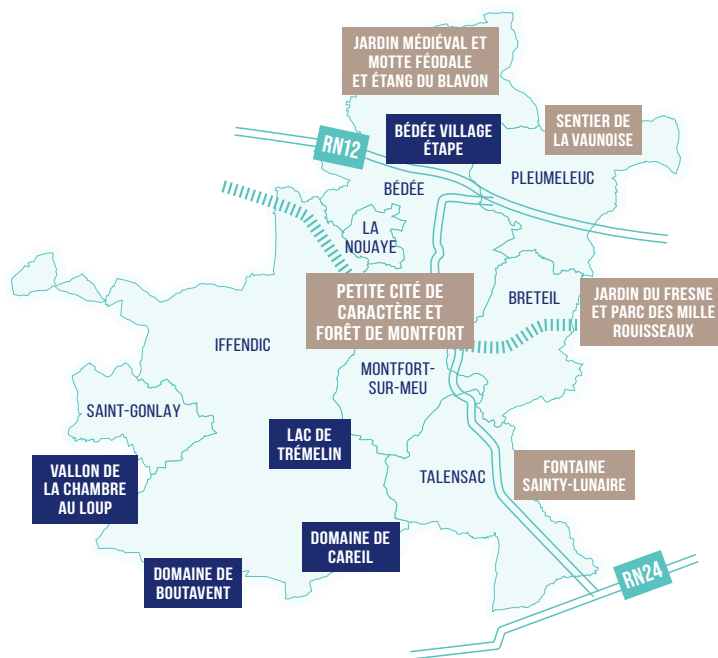 JARDIN MÉDIÉVAL ET
MOTTE FÉODALE
ET ÉTANG DU BLAVON
SENTIER DE
LA VAUNOISE
BÉDÉE VILLAGE
ÉTAPE
RN12
PLEUMELEUC
BÉDÉE
LA
NOUAYE
PETITE CITÉ DE
CARACTÈRE ET
FORÊT DE MONTFORT
BRETEIL
JARDIN DU FRESNE
ET PARC DES MILLE
ROUISSEAUX
IFFENDIC
MONTFORT-
SUR-MEU
SAINT-GONLAY
LAC DE
TRÉMELIN
VALLON DE
LA CHAMBRE
AU LOUP
TALENSAC
FONTAINE
SAINTY-LUNAIRE
DOMAINE DE
CAREIL
DOMAINE DE
BOUTAVENT
RN24